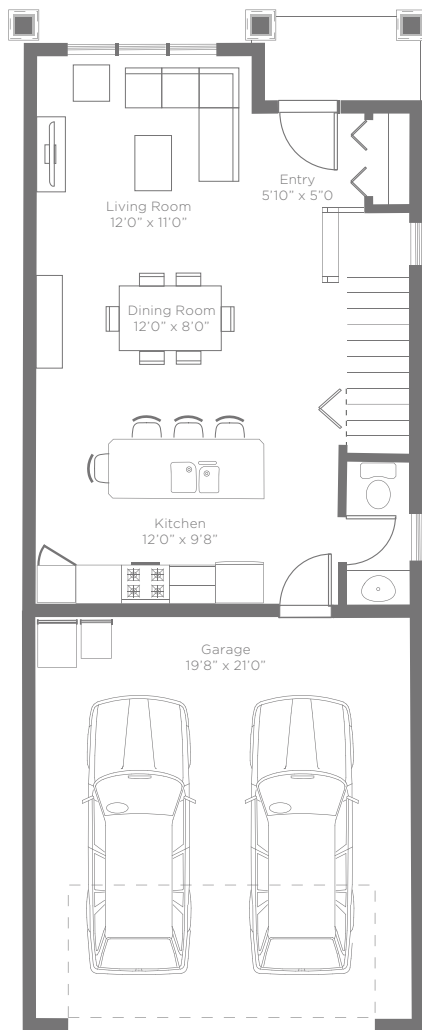 Entry
5'10” x 5”0
Living Room
12'0” x 11'0”
Dining Room
12'0” x 8'0”
Kitchen
12'0” x 9'8”
Garage
19'8” x 21'0”